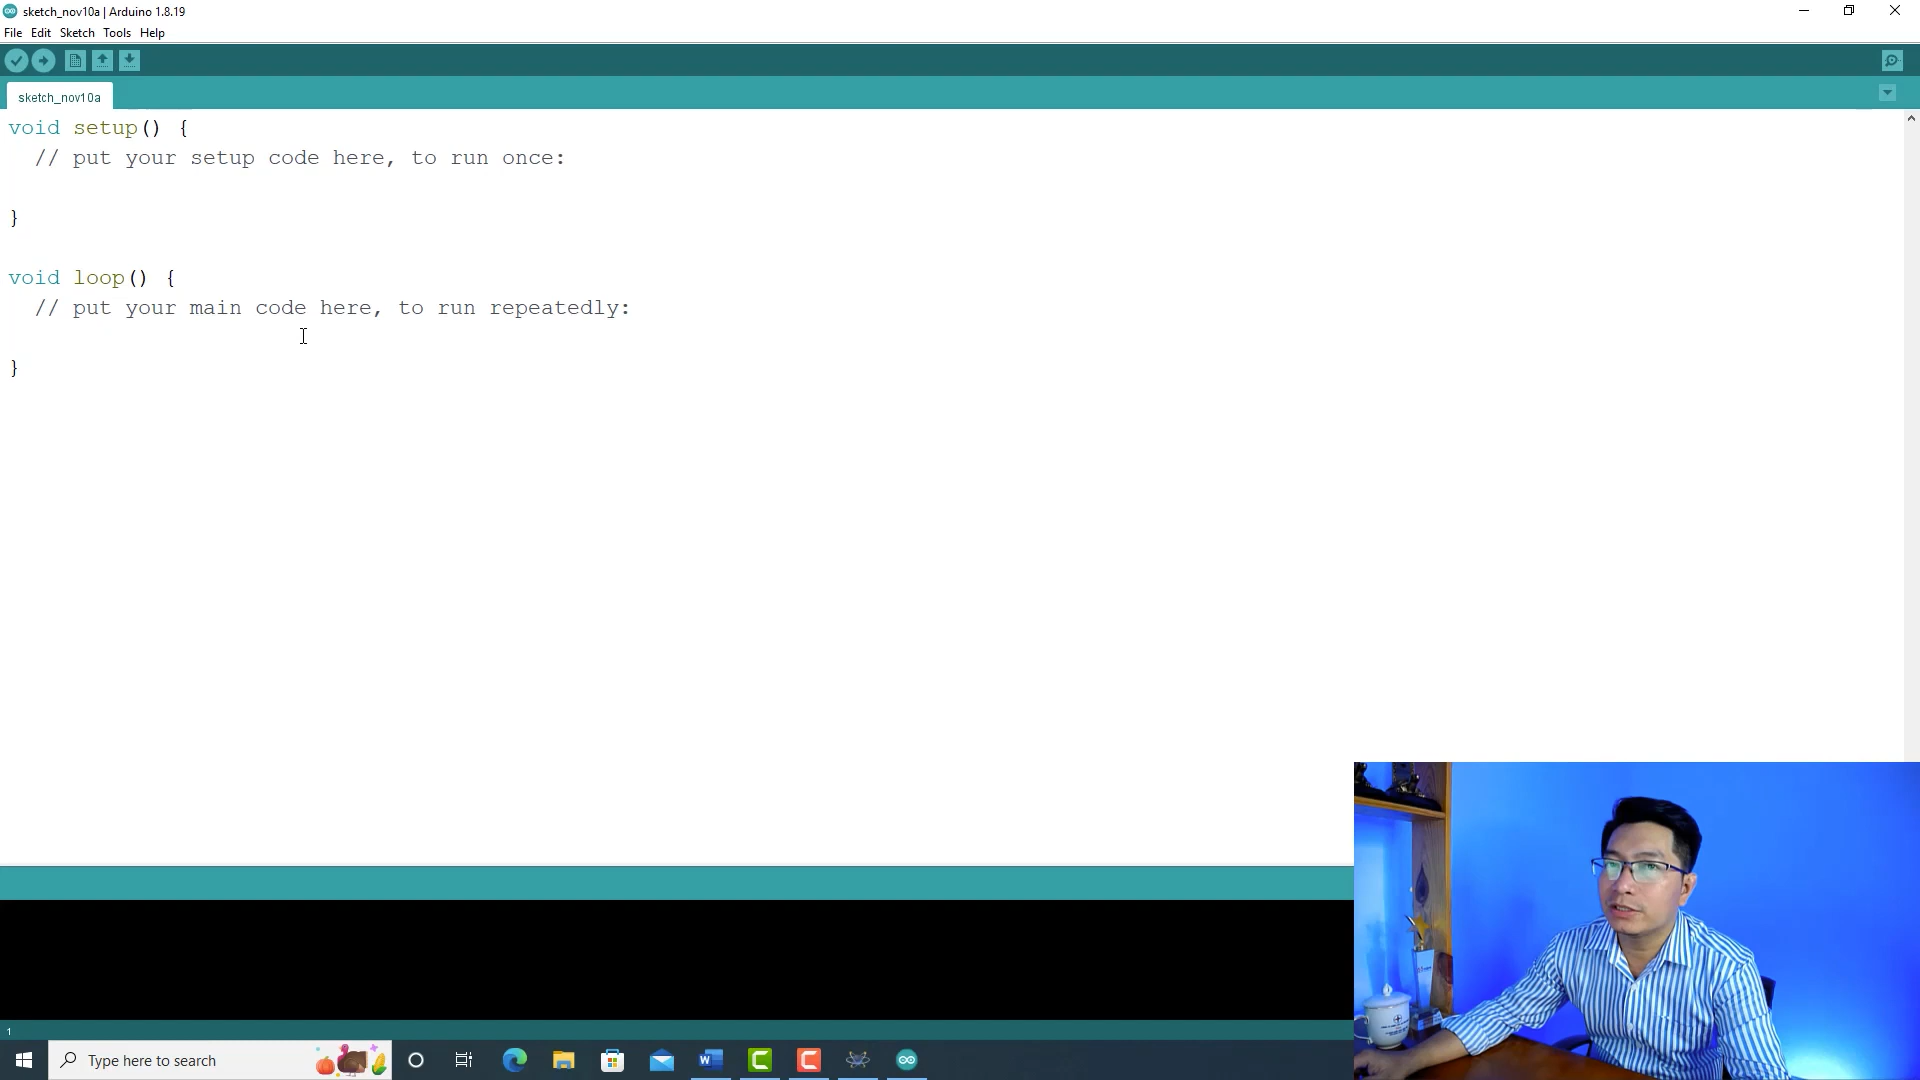 sketch_nov10a | Arduino 1.8.19
File Edit Sketch Tools Help
sketch_nov10a
void setup() {
  // put your setup code here, to run once:
}
void loop() {
  // put your main code here, to run repeatedly:
}
1
Type here to search